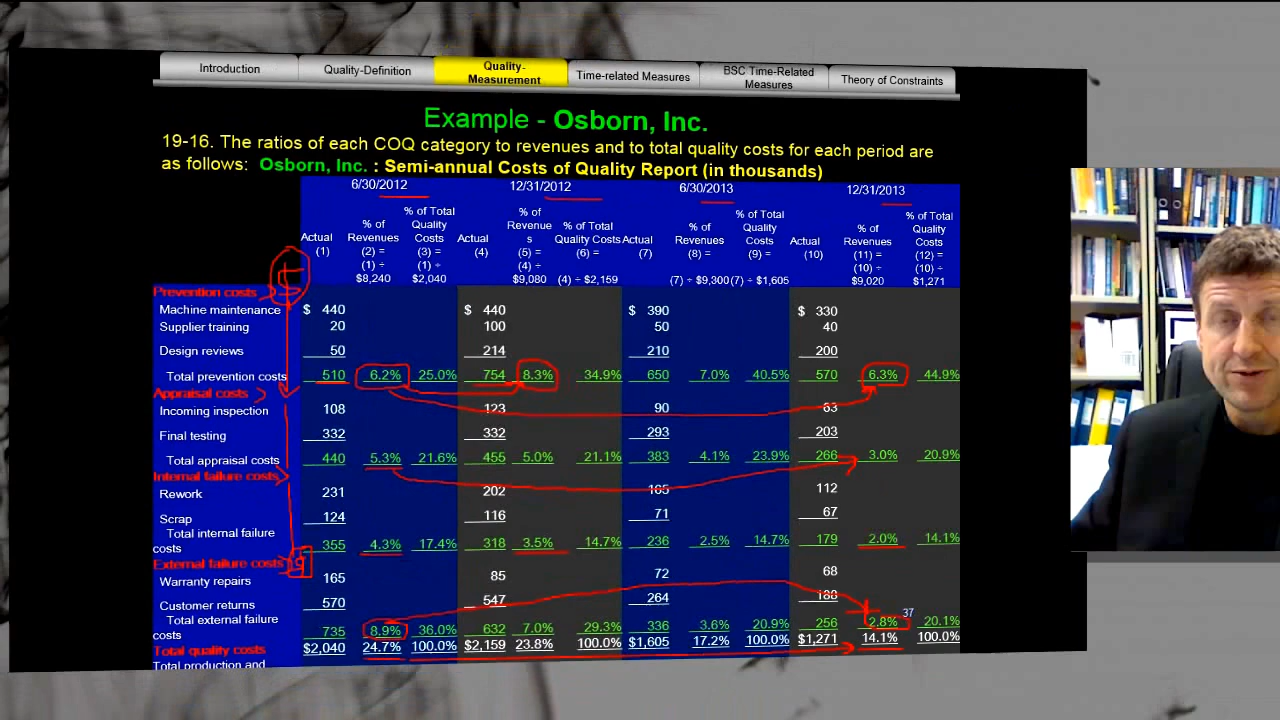 Introduction
Quality-Definition
Quality-
Measurement
Time-related Measures
BSC Time-Related
Measures
Theory of Constraints
Example - Osborn, Inc.
19-16. The ratios of each COQ category to revenues and to total quality costs for each period are
as follows: Osborn, Inc. : Semi-annual Costs of Quality Report (in thousands)
6/30/2012 12/31/2012 6/30/2013 12/31/2013
Actual (1) % of Revenues (2) = (1) ÷ $8,240 % of Total Quality Costs (3) = (1) ÷ $2,040 Actual (4) % of Revenue s (5) = (4) ÷ $9,080 % of Total Quality Costs (6) = (4) ÷ $2,159 Actual (7) % of Revenues (8) = (7) ÷ $9,300 % of Total Quality Costs (9) = (7) ÷ $1,605 Actual (10) % of Revenues (11) = (10) ÷ $9,020 % of Total Quality Costs (12) = (10) ÷ $1,271
Prevention costs
Machine maintenance $ 440 $ 440 $ 390 $ 330
Supplier training 20 100 50 40
Design reviews 50 214 210 200
Total prevention costs 510 6.2% 25.0% 754 8.3% 34.9% 650 7.0% 40.5% 570 6.3% 44.9%
Appraisal costs
Incoming inspection 108 123 90 63
Final testing 332 332 293 203
Total appraisal costs 440 5.3% 21.6% 455 5.0% 21.1% 383 4.1% 23.9% 266 3.0% 20.9%
Internal failure costs
Rework 231 202 165 112
Scrap 124 116 71 67
Total internal failure
costs 355 4.3% 17.4% 318 3.5% 14.7% 236 2.5% 14.7% 179 2.0% 14.1%
External failure costs
Warranty repairs 165 85 72 68
Customer returns 570 547 264 188
Total external failure 37
costs 735 8.9% 36.0% 632 7.0% 29.3% 336 3.6% 20.9% 256 2.8% 20.1%
Total quality costs $2,040 24.7% 100.0% $2,159 23.8% 100.0% $1,605 17.2% 100.0% $1,271 14.1% 100.0%
Total production and